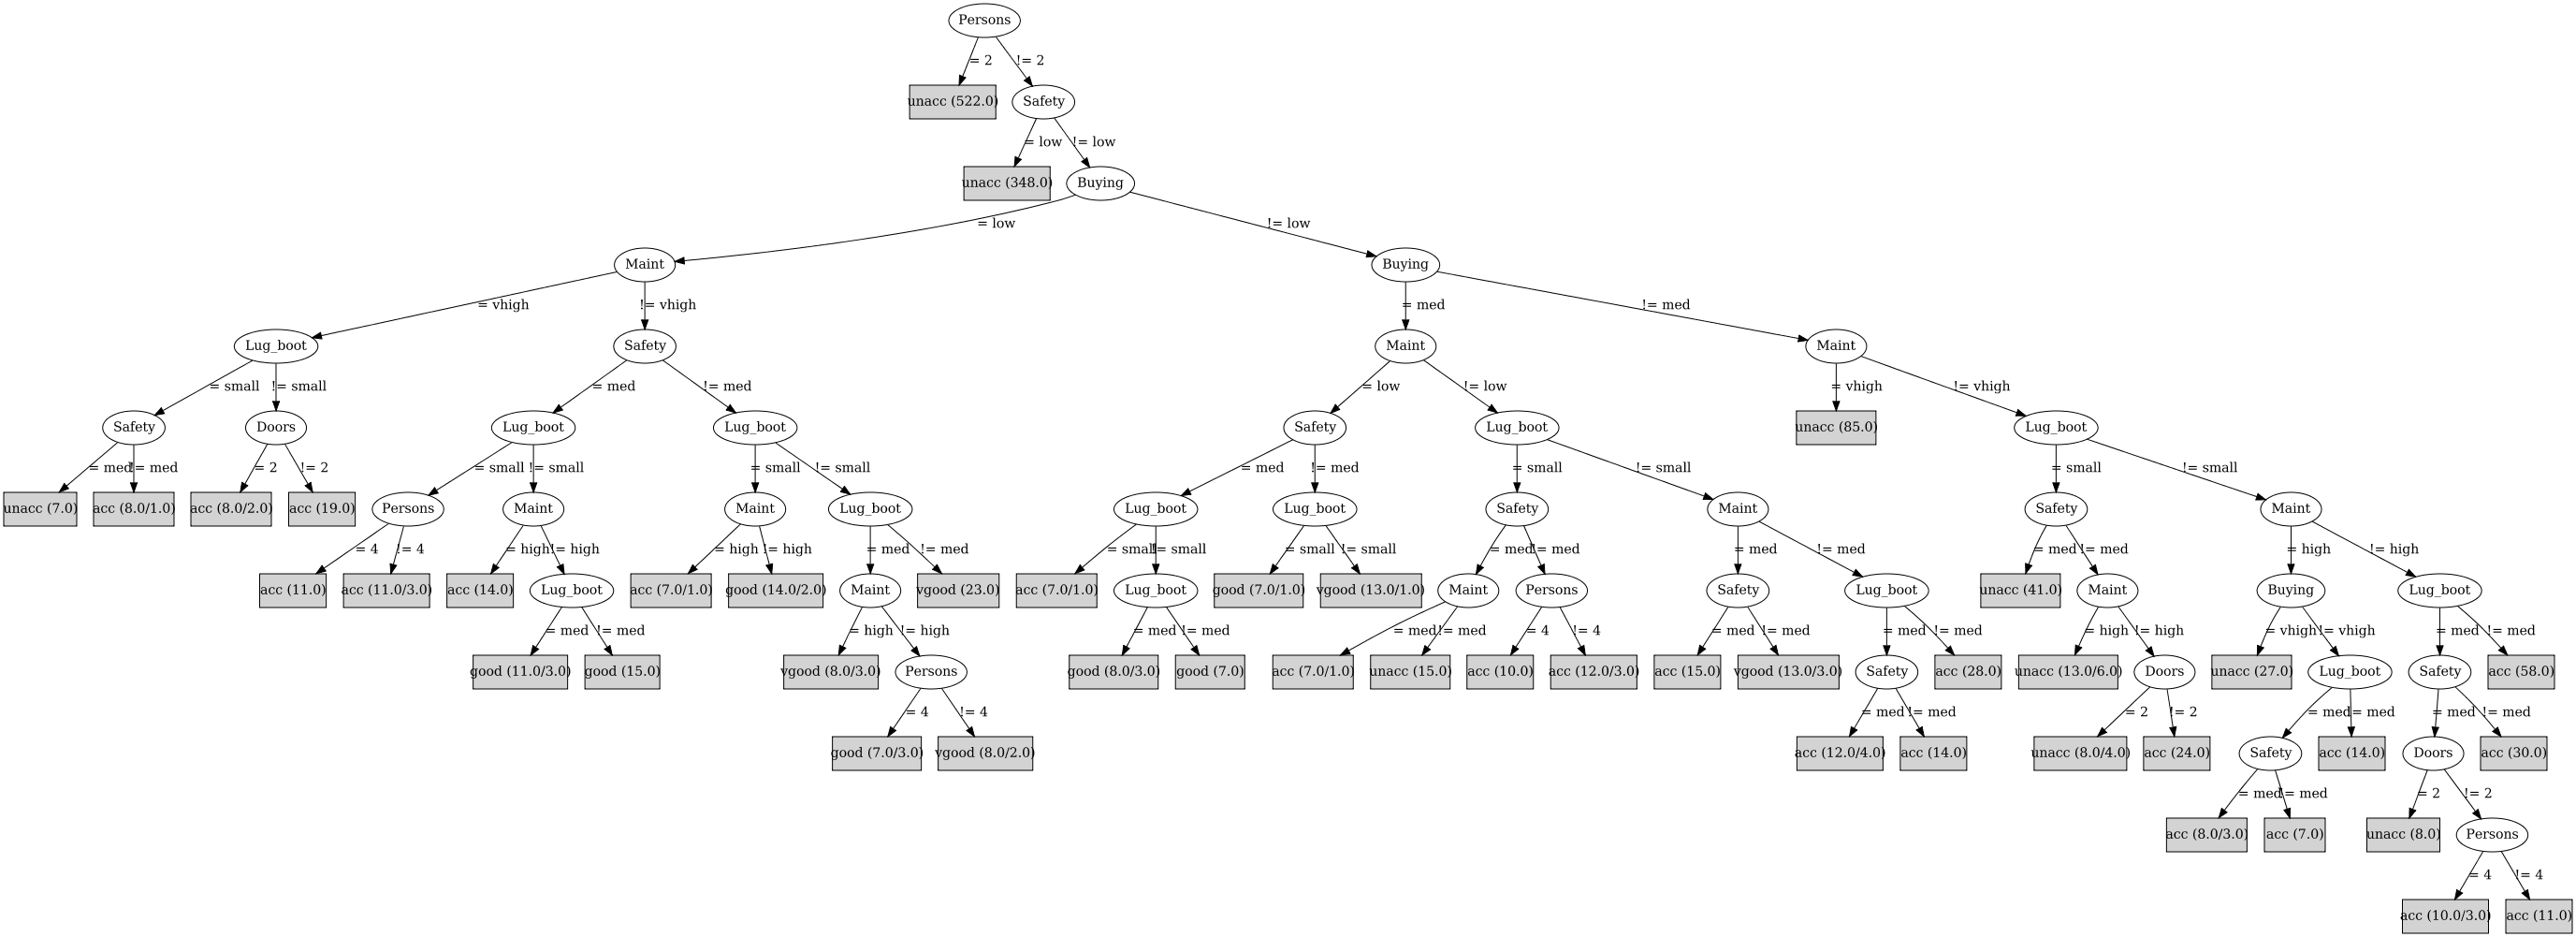 Persons
= 2
!= 2
unacc (522.0)
Safety
= low
!= low
unacc (348.0)
Buying
= low
!= low
Maint
Buying
= vhigh
!= vhigh
= med
!= med
Lug_boot
Safety
Maint
Maint
= small
!= small
= med
!= med
= low
!= low
= vhigh
!= vhigh
Safety
Doors
Lug_boot
Lug_boot
Safety
Lug_boot
unacc (85.0)
Lug_boot
= med
!= med
= 2
!= 2
= small
!= small
= small
!= small
= med
!= med
= small
!= small
= small
!= small
unacc (7.0)
acc (8.0/1.0)
acc (8.0/2.0)
acc (19.0)
Persons
Maint
Maint
Lug_boot
Lug_boot
Lug_boot
Safety
Maint
Safety
Maint
= 4
!= 4
= high
!= high
= high
!= high
= med
!= med
= small
!= small
= small
!= small
= med
!= med
= med
!= med
= med
!= med
= high
!= high
acc (11.0)
acc (11.0/3.0)
acc (14.0)
Lug_boot
acc (7.0/1.0)
good (14.0/2.0)
Maint
vgood (23.0)
acc (7.0/1.0)
Lug_boot
good (7.0/1.0)
vgood (13.0/1.0)
Maint
Persons
Safety
Lug_boot
unacc (41.0)
Maint
Buying
Lug_boot
= med
!= med
= high
!= high
= med
!= med
= med
!= med
= 4
!= 4
= med
!= med
= med
!= med
= high
!= high
= vhigh
!= vhigh
= med
!= med
good (11.0/3.0)
good (15.0)
vgood (8.0/3.0)
Persons
good (8.0/3.0)
good (7.0)
acc (7.0/1.0)
unacc (15.0)
acc (10.0)
acc (12.0/3.0)
acc (15.0)
vgood (13.0/3.0)
Safety
acc (28.0)
unacc (13.0/6.0)
Doors
unacc (27.0)
Lug_boot
Safety
acc (58.0)
= 4
!= 4
= med
!= med
= 2
!= 2
= med
!= med
= med
!= med
good (7.0/3.0)
vgood (8.0/2.0)
acc (12.0/4.0)
acc (14.0)
unacc (8.0/4.0)
acc (24.0)
Safety
acc (14.0)
Doors
acc (30.0)
= med
!= med
= 2
!= 2
acc (8.0/3.0)
acc (7.0)
unacc (8.0)
Persons
= 4
!= 4
acc (10.0/3.0)
acc (11.0)